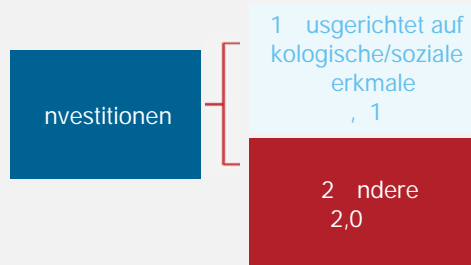 nvestitionen
1 usgerichtet auf
kologische/soziale
erkmale
, 1
2 ndere
2,0